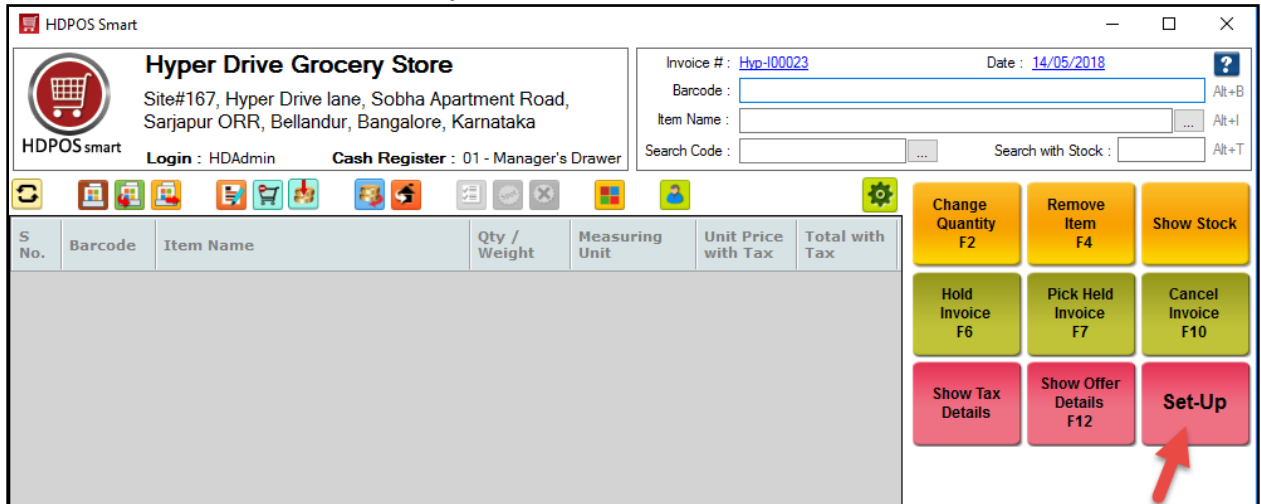 HDPOS Smart
Hyper Drive Grocery Store
Site#167, Hyper Drive lane, Sobha Apartment Road,
Sarjapur ORR, Bellandur, Bangalore, Karnataka
HDPOS smart
Login : HDAdmin Cash Register : 01 - Manager's Drawer
Invoice # : Hyp-I00023 Date : 14/05/2018 ?
Barcode : Alt+B
Item Name : ... Alt+I
Search Code : ... Search with Stock : Alt+T
S No. Barcode Item Name Qty / Weight Measuring Unit Unit Price with Tax Total with Tax
Change
Quantity
F2
Remove
Item
F4
Show Stock
Hold
Invoice
F6
Pick Held
Invoice
F7
Cancel
Invoice
F10
Show Tax
Details
Show Offer
Details
F12
Set-Up